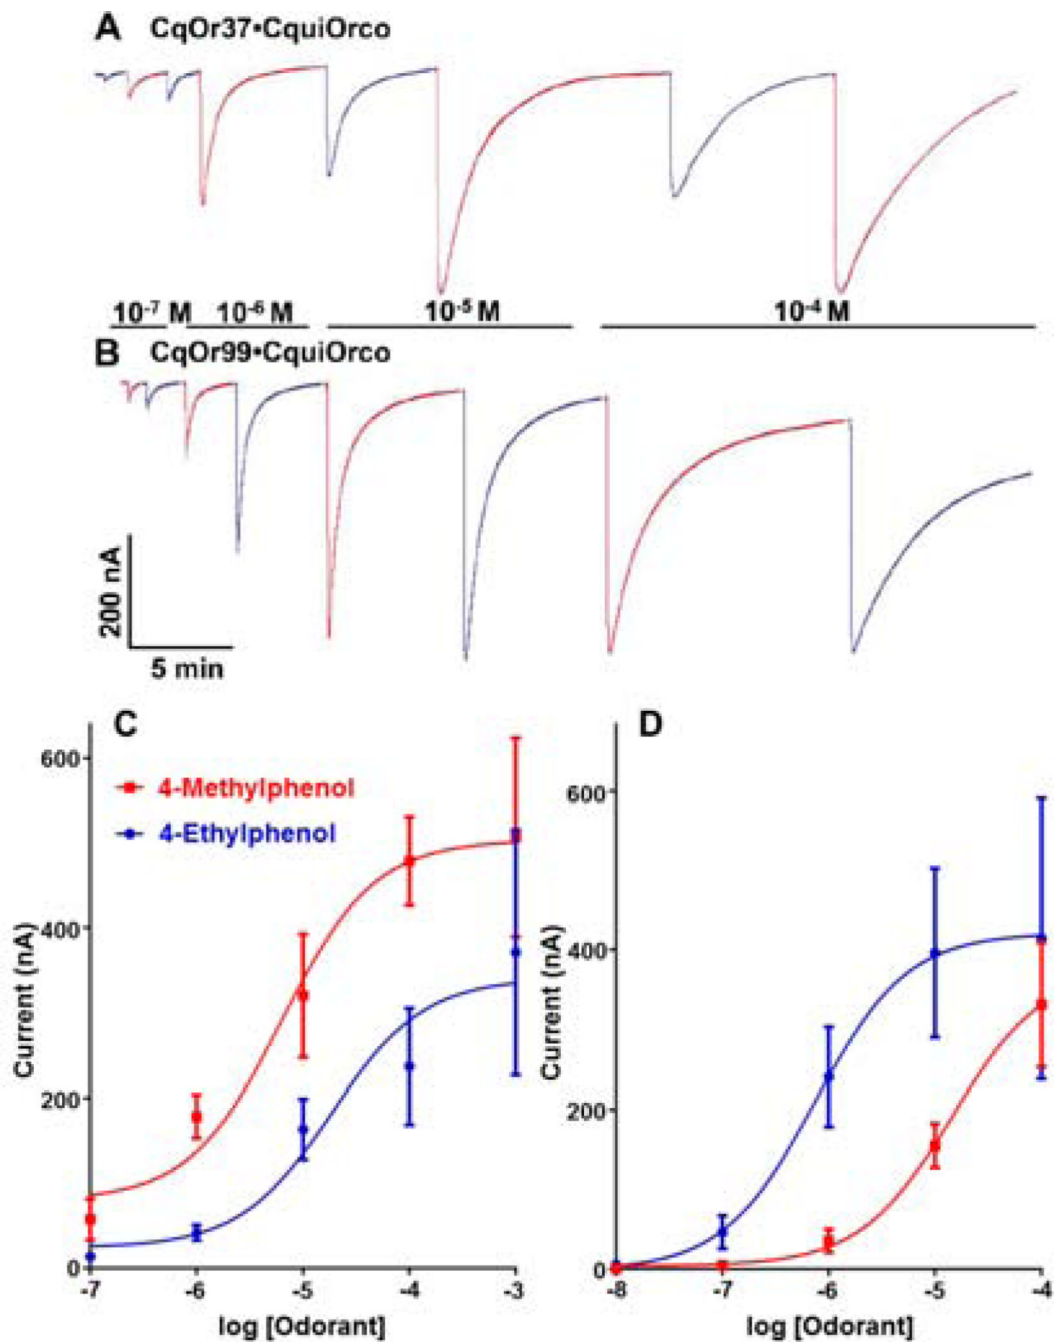 A CqOr37•CquiOrco
10⁻⁷ M 10⁻⁶ M 10⁻⁵ M 10⁻⁴ M
B CqOr99•CquiOrco
200 nA
5 min
C
600
4-Methylphenol
4-Ethylphenol
400
200
0
Current (nA)
-7 -6 -5 -4 -3
log [Odorant]
D
600
400
200
0
Current (nA)
-8 -7 -6 -5 -4
log [Odorant]